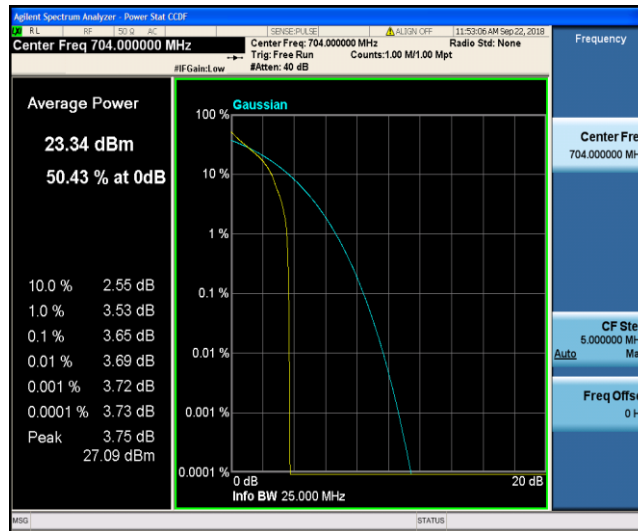 Agilent Spectrum Analyzer - Power Stat CCDF
RL RF 50 Ω AC SENSE:PULSE ALIGN OFF 11:53:06 AM Sep 22, 2018
Center Freq 704.000000 MHz
Center Freq: 704.000000 MHz Radio Std: None
Trig: Free Run Counts:1.00 M/1.00 Mpt
#IFGain:Low #Atten: 40 dB
Frequency
Average Power
23.34 dBm
50.43 % at 0dB
10.0 % 2.55 dB
1.0 % 3.53 dB
0.1 % 3.65 dB
0.01 % 3.69 dB
0.001 % 3.72 dB
0.0001 % 3.73 dB
Peak 3.75 dB
27.09 dBm
Gaussian
100 %
10 %
1 %
0.1 %
0.01 %
0.001 %
0.0001 %
0 dB 20 dB
Info BW 25.000 MHz
Center Fre
704.000000 MH
CF Ste
5.000000 MH
Auto Ma
Freq Offs
0 H
MSG STATUS